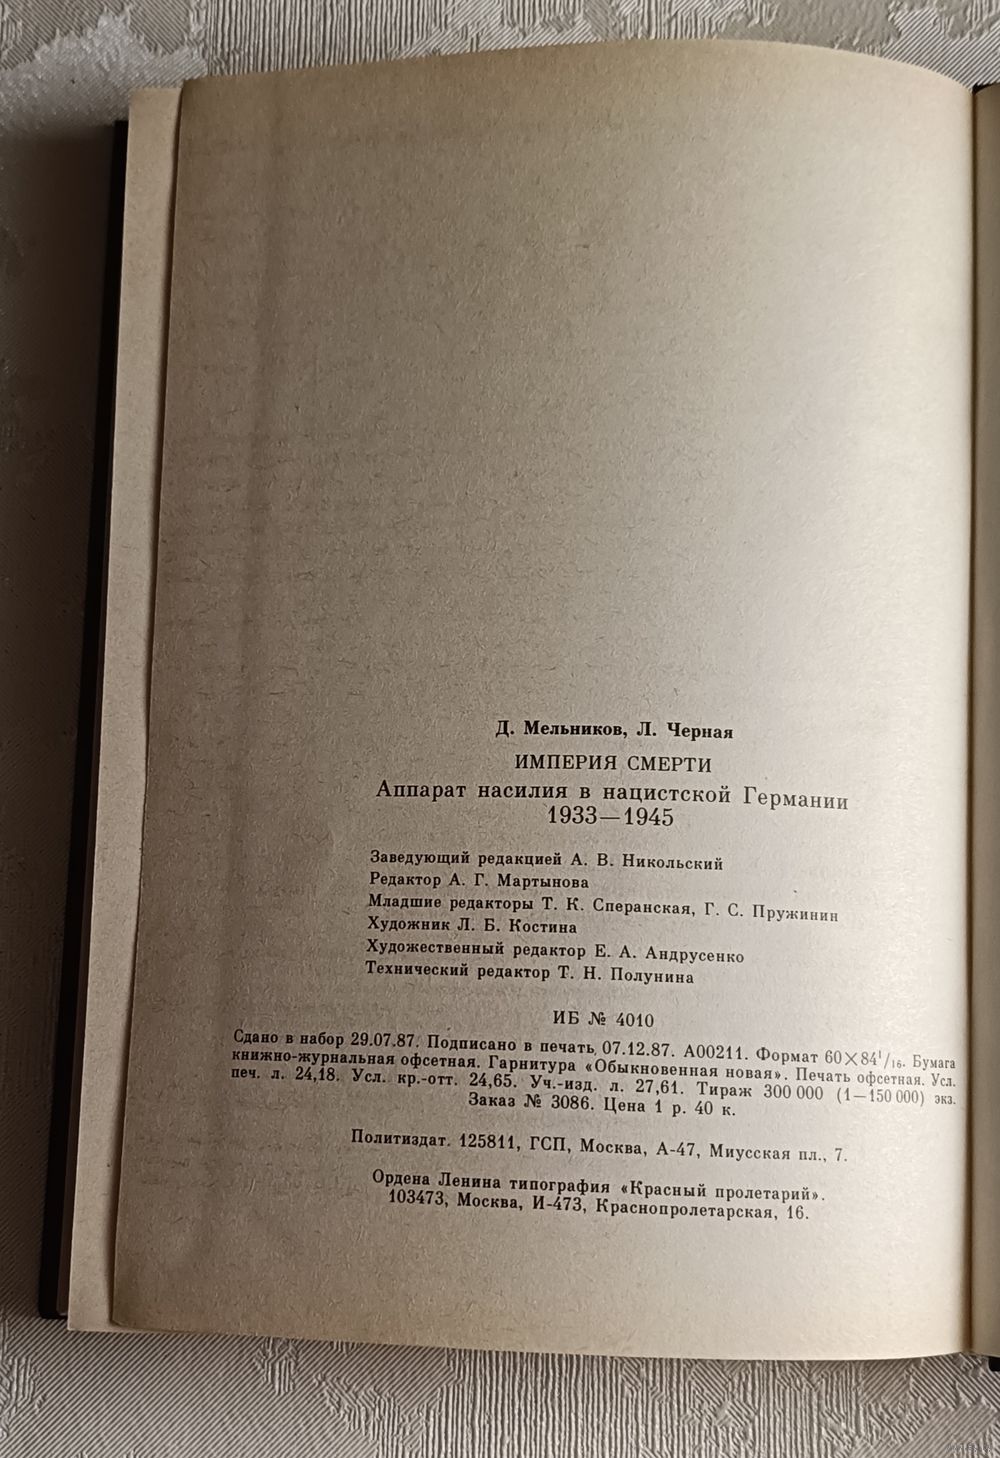 Д. Мельников, Л. Черная
ИМПЕРИЯ СМЕРТИ
Аппарат насилия в нацистской Германии
1933—1945
Заведующий редакцией А. В. Никольский
Редактор А. Г. Мартынова
Младшие редакторы Т. К. Сперанская, Г. С. Пружинин
Художник Л. Б. Костина
Художественный редактор Е. А. Андрусенко
Технический редактор Т. Н. Полунина
ИБ № 4010
Сдано в набор 29.07.87. Подписано в печать 07.12.87. А00211. Формат 60×84¹/₁₆. Бумага
книжно-журнальная офсетная. Гарнитура «Обыкновенная новая». Печать офсетная. Усл.
печ. л. 24,18. Усл. кр.-отт. 24,65. Уч.-изд. л. 27,61. Тираж 300 000 (1—150 000) экз.
Заказ № 3086. Цена 1 р. 40 к.
Политиздат. 125811, ГСП, Москва, А-47, Миусская пл., 7.
Ордена Ленина типография «Красный пролетарий».
103473, Москва, И-473, Краснопролетарская, 16.